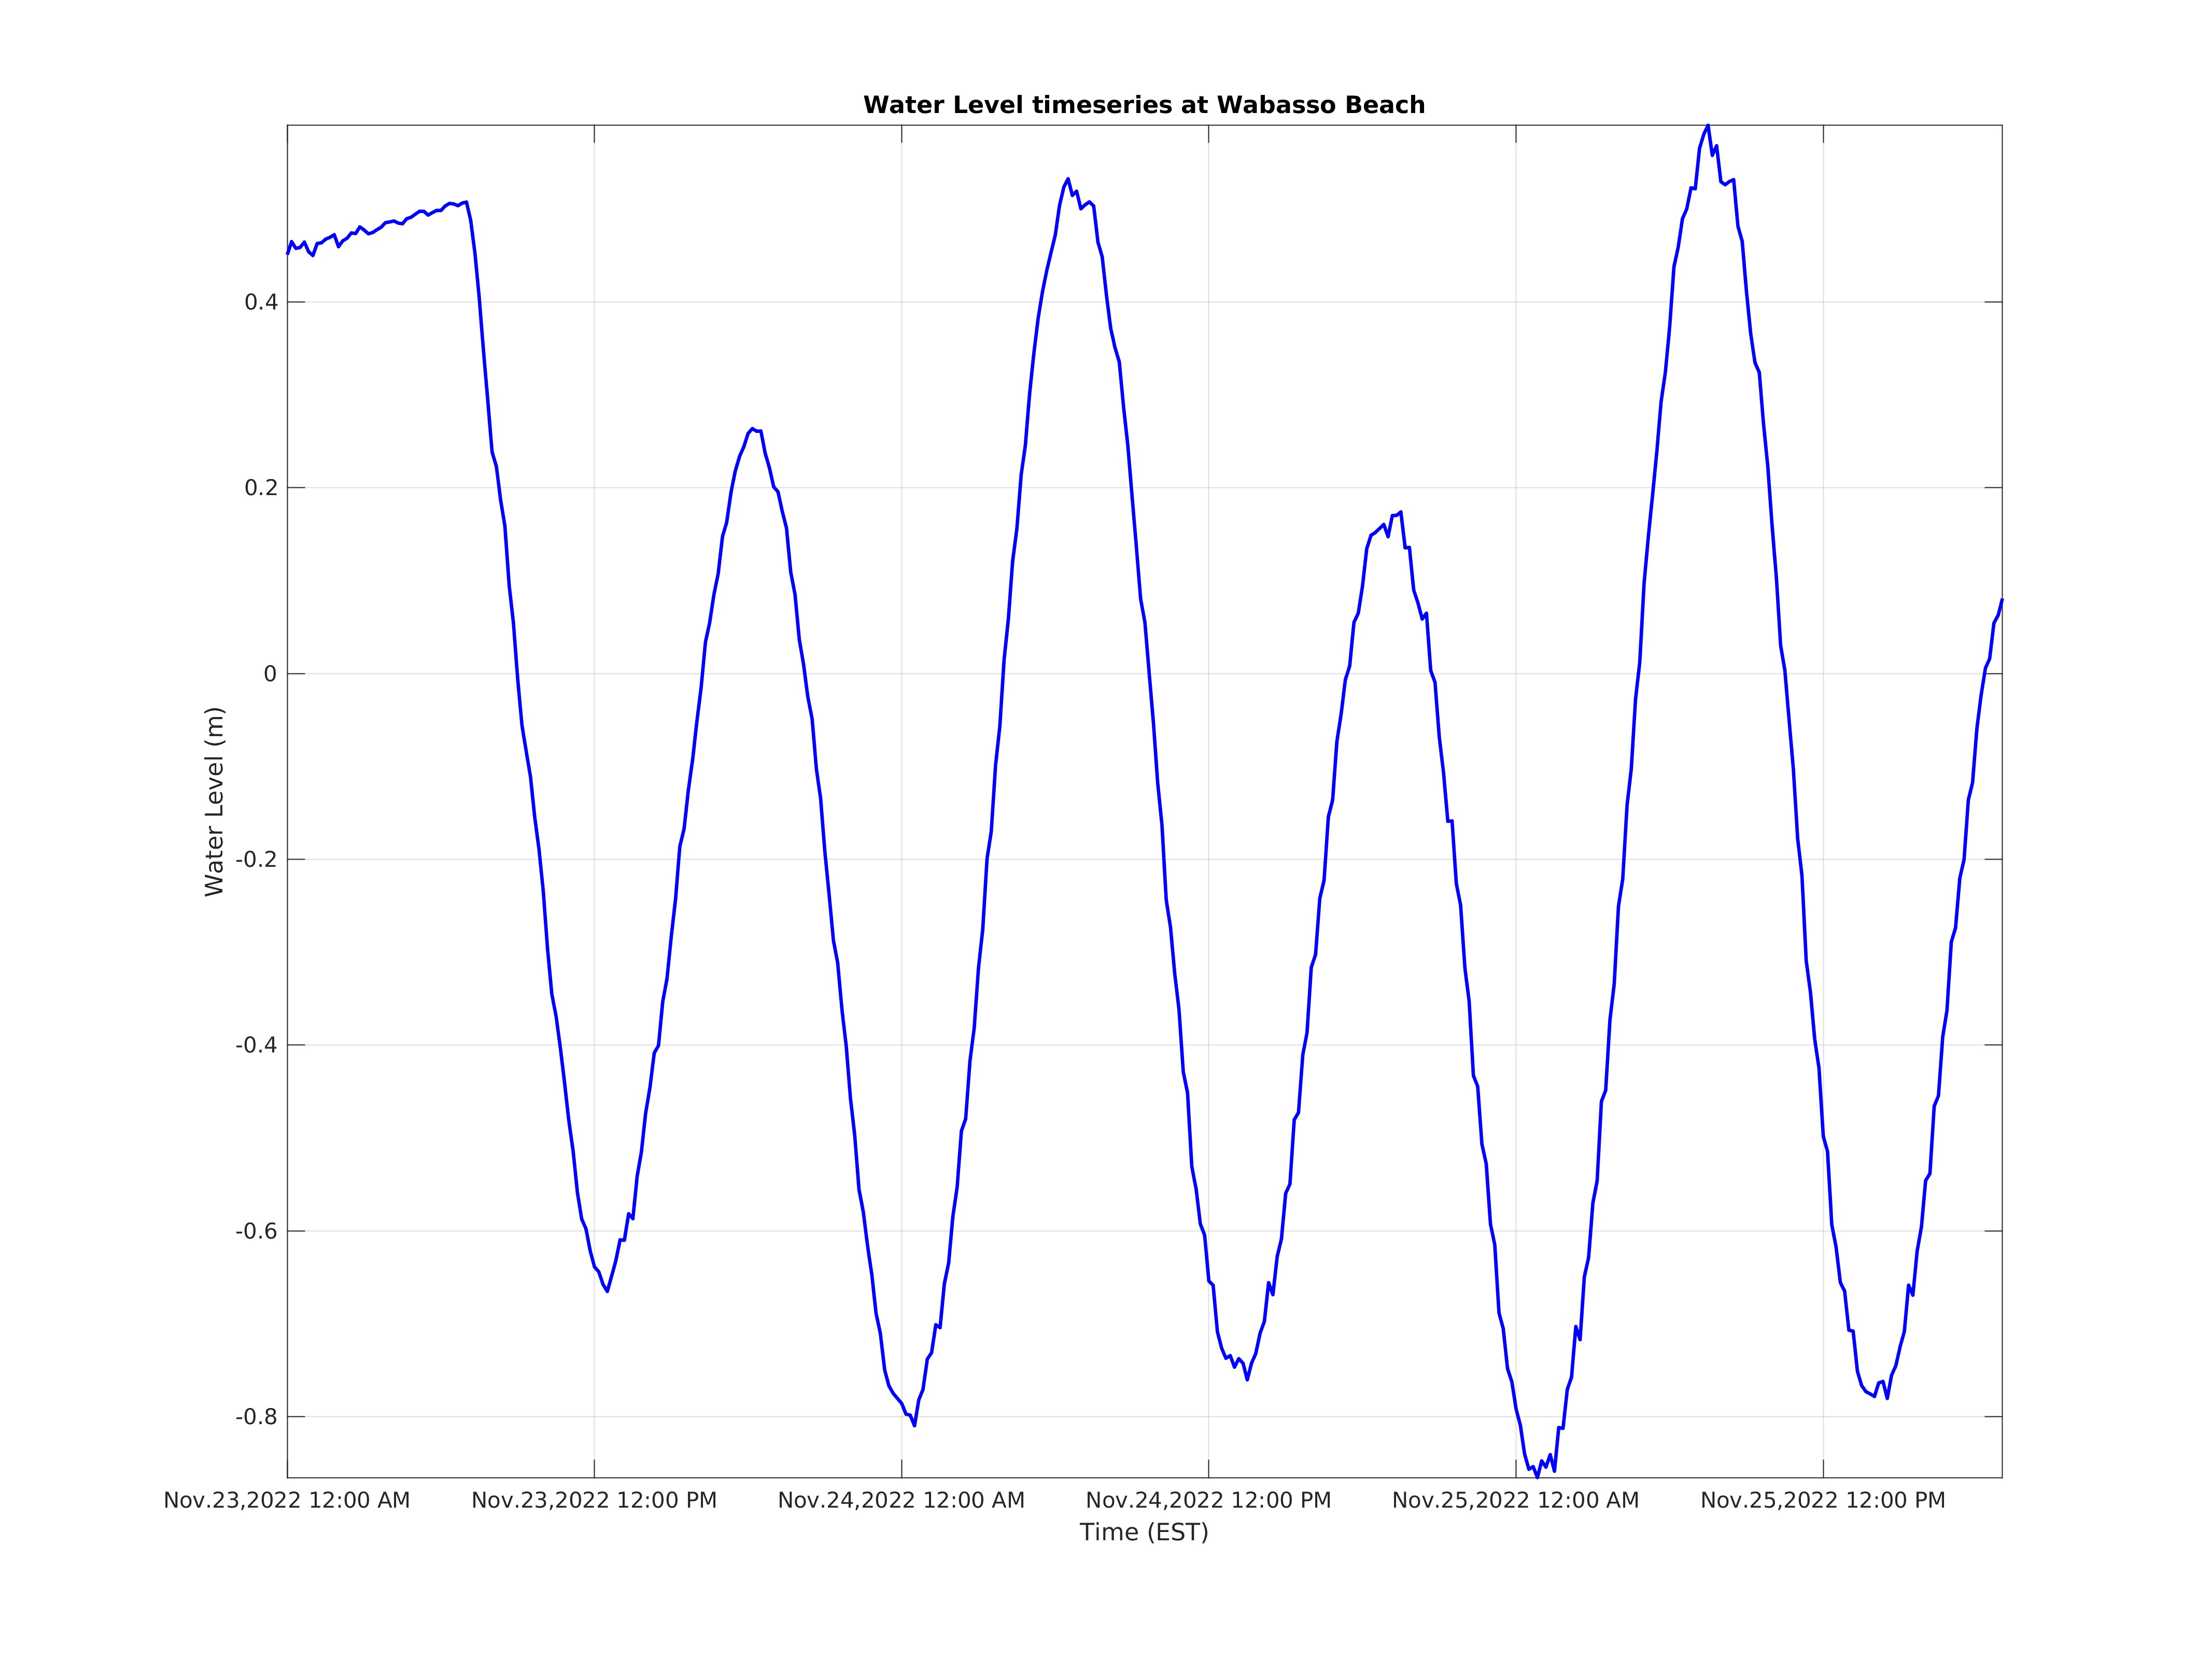 Water Level timeseries at Wabasso Beach
0.4
0.2
0
-0.2
-0.4
-0.6
-0.8
Water Level (m)
Nov.23,2022 12:00 AM Nov.23,2022 12:00 PM Nov.24,2022 12:00 AM Nov.24,2022 12:00 PM Nov.25,2022 12:00 AM Nov.25,2022 12:00 PM
Time (EST)